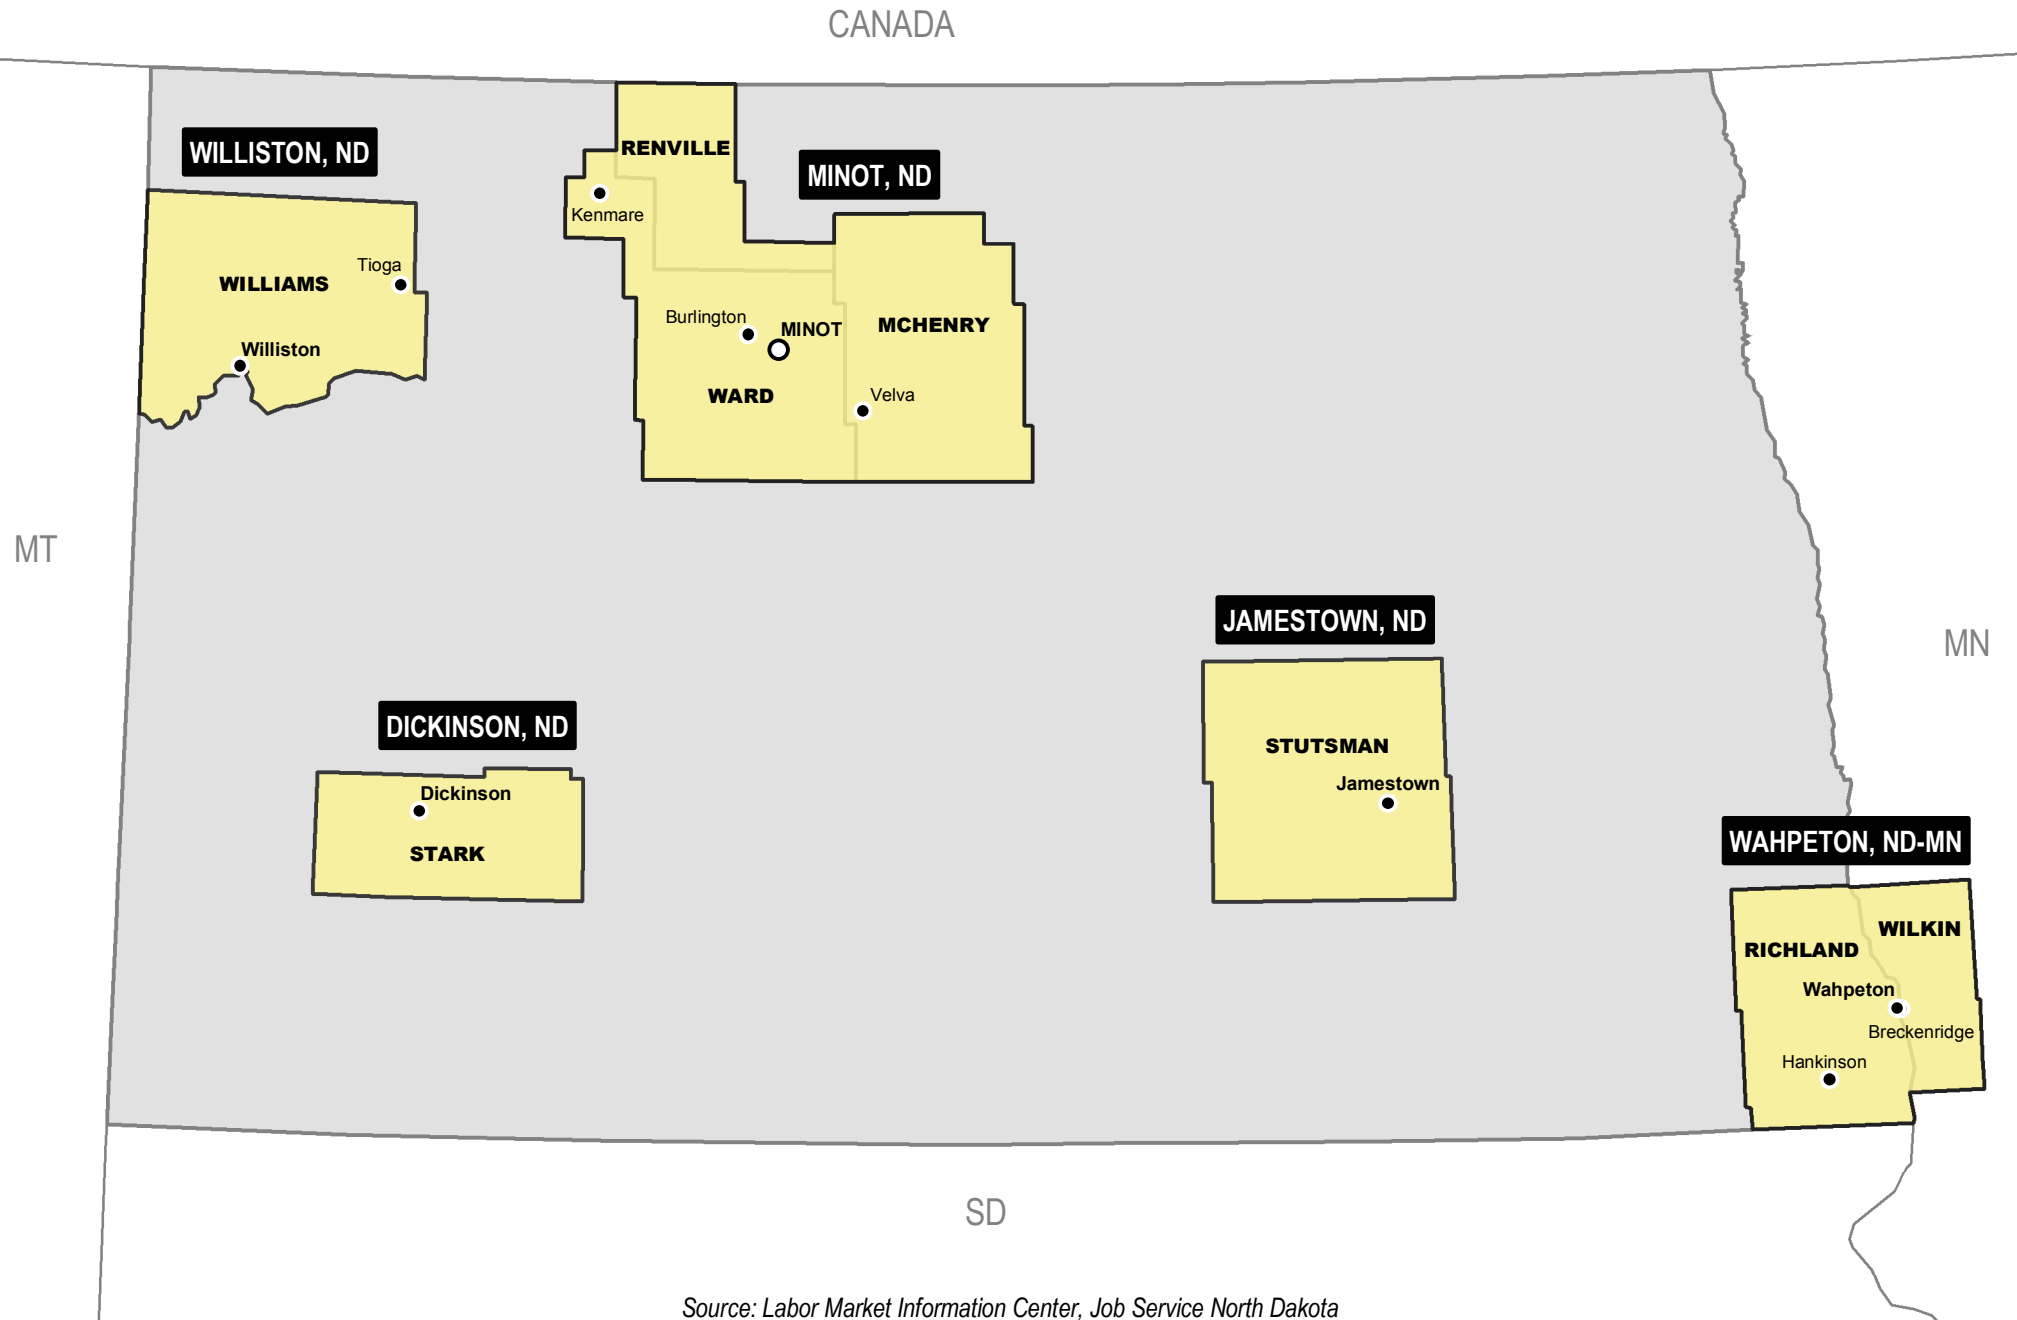 CANADA
WILLISTON, ND
RENVILLE
MINOT, ND
Kenmare
Tioga
WILLIAMS
Burlington
MINOT
MCHENRY
Williston
WARD
Velva
MT
JAMESTOWN, ND
MN
DICKINSON, ND
STUTSMAN
Jamestown
Dickinson
STARK
WAHPETON, ND-MN
WILKIN
RICHLAND
Wahpeton
Breckenridge
Hankinson
SD
Source: Labor Market Information Center, Job Service North Dakota